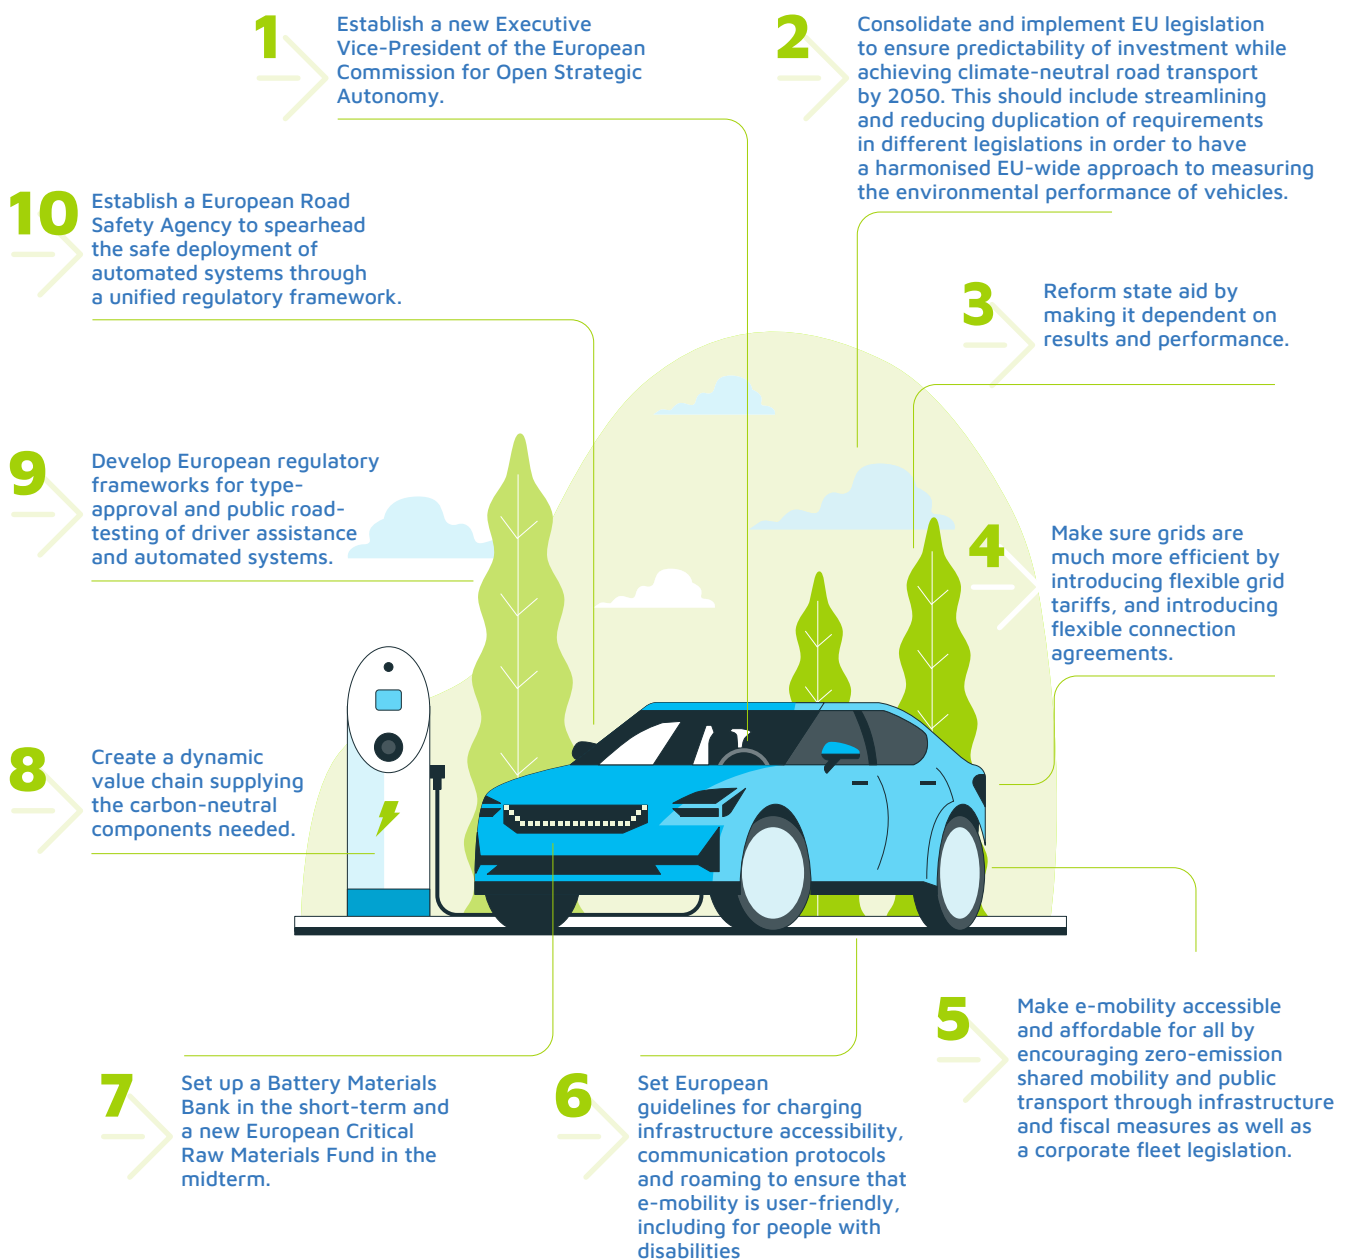 1
Establish a new Executive
Vice-President of the European
Commission for Open Strategic
Autonomy.
2
Consolidate and implement EU legislation
to ensure predictability of investment while
achieving climate-neutral road transport
by 2050. This should include streamlining
and reducing duplication of requirements
in different legislations in order to have
a harmonised EU-wide approach to measuring
the environmental performance of vehicles.
3
Reform state aid by
making it dependent on
results and performance.
4
Make sure grids are
much more efficient by
introducing flexible grid
tariffs, and introducing
flexible connection
agreements.
5
Make e-mobility accessible
and affordable for all by
encouraging zero-emission
shared mobility and public
transport through infrastructure
and fiscal measures as well as
a corporate fleet legislation.
6
Set European
guidelines for charging
infrastructure accessibility,
communication protocols
and roaming to ensure that
e-mobility is user-friendly,
including for people with
disabilities
7
Set up a Battery Materials
Bank in the short-term and
a new European Critical
Raw Materials Fund in the
midterm.
8
Create a dynamic
value chain supplying
the carbon-neutral
components needed.
9
Develop European regulatory
frameworks for type-
approval and public road-
testing of driver assistance
and automated systems.
10
Establish a European Road
Safety Agency to spearhead
the safe deployment of
automated systems through
a unified regulatory framework.